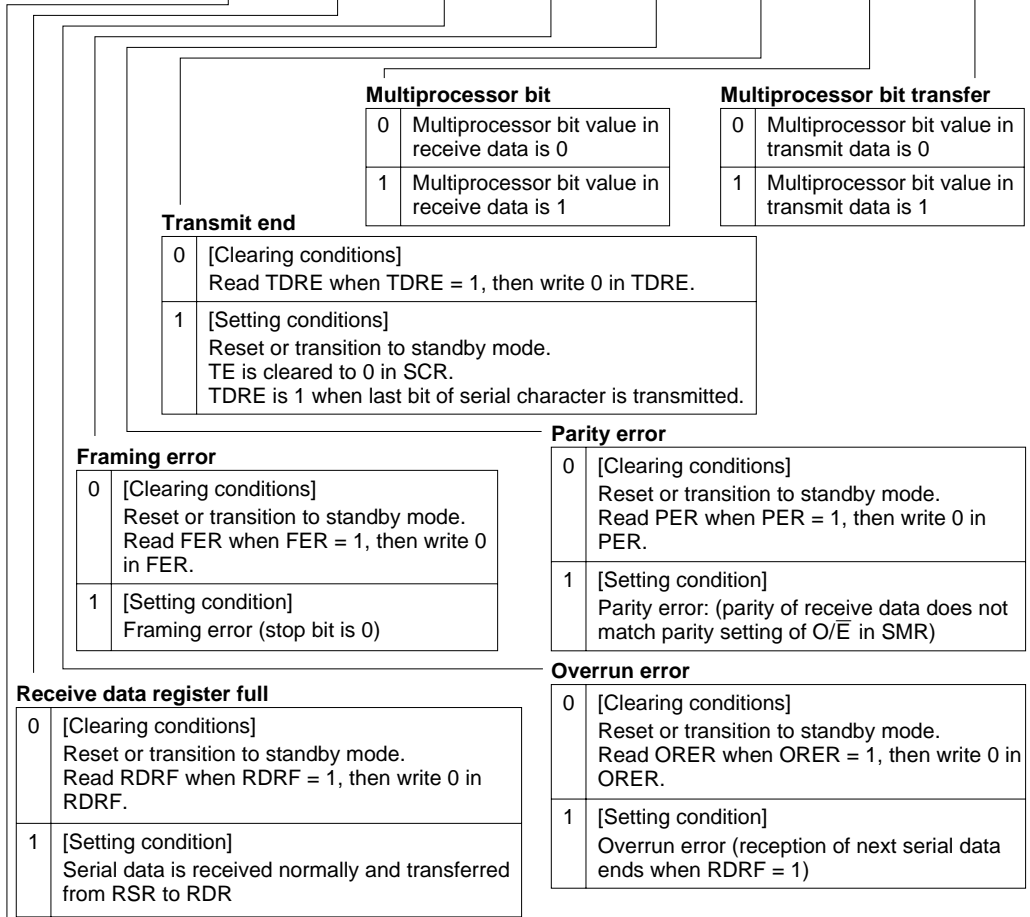 Multiprocessor bit
0 Multiprocessor bit value in
receive data is 0
1 Multiprocessor bit value in
receive data is 1
Multiprocessor bit transfer
0 Multiprocessor bit value in
transmit data is 0
1 Multiprocessor bit value in
transmit data is 1
Transmit end
0 [Clearing conditions]
Read TDRE when TDRE = 1, then write 0 in TDRE.
1 [Setting conditions]
Reset or transition to standby mode.
TE is cleared to 0 in SCR.
TDRE is 1 when last bit of serial character is transmitted.
Framing error
0 [Clearing conditions]
Reset or transition to standby mode.
Read FER when FER = 1, then write 0
in FER.
1 [Setting condition]
Framing error (stop bit is 0)
Parity error
0 [Clearing conditions]
Reset or transition to standby mode.
Read PER when PER = 1, then write 0 in
PER.
1 [Setting condition]
Parity error: (parity of receive data does not
match parity setting of O/E̅ in SMR)
Receive data register full
0 [Clearing conditions]
Reset or transition to standby mode.
Read RDRF when RDRF = 1, then write 0 in
RDRF.
1 [Setting condition]
Serial data is received normally and transferred
from RSR to RDR
Overrun error
0 [Clearing conditions]
Reset or transition to standby mode.
Read ORER when ORER = 1, then write 0 in
ORER.
1 [Setting condition]
Overrun error (reception of next serial data
ends when RDRF = 1)